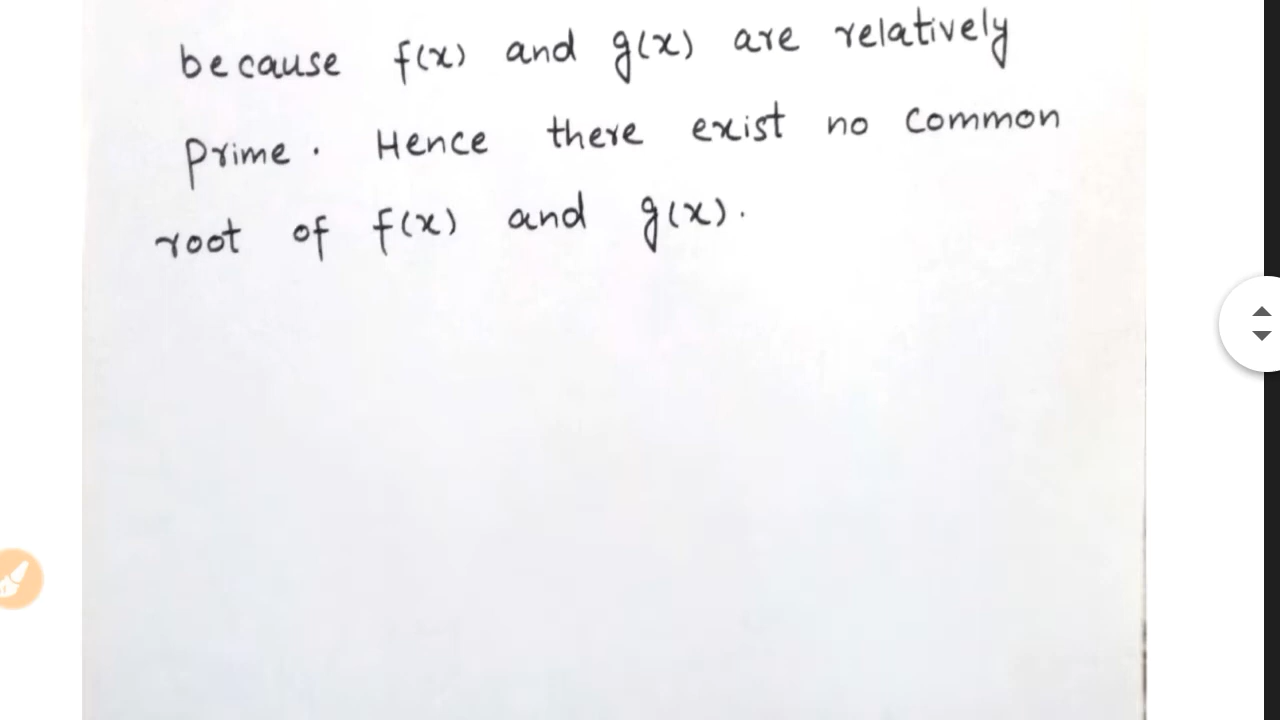 because f(x) and g(x) are relatively
prime. Hence there exist no common
root of f(x) and g(x).